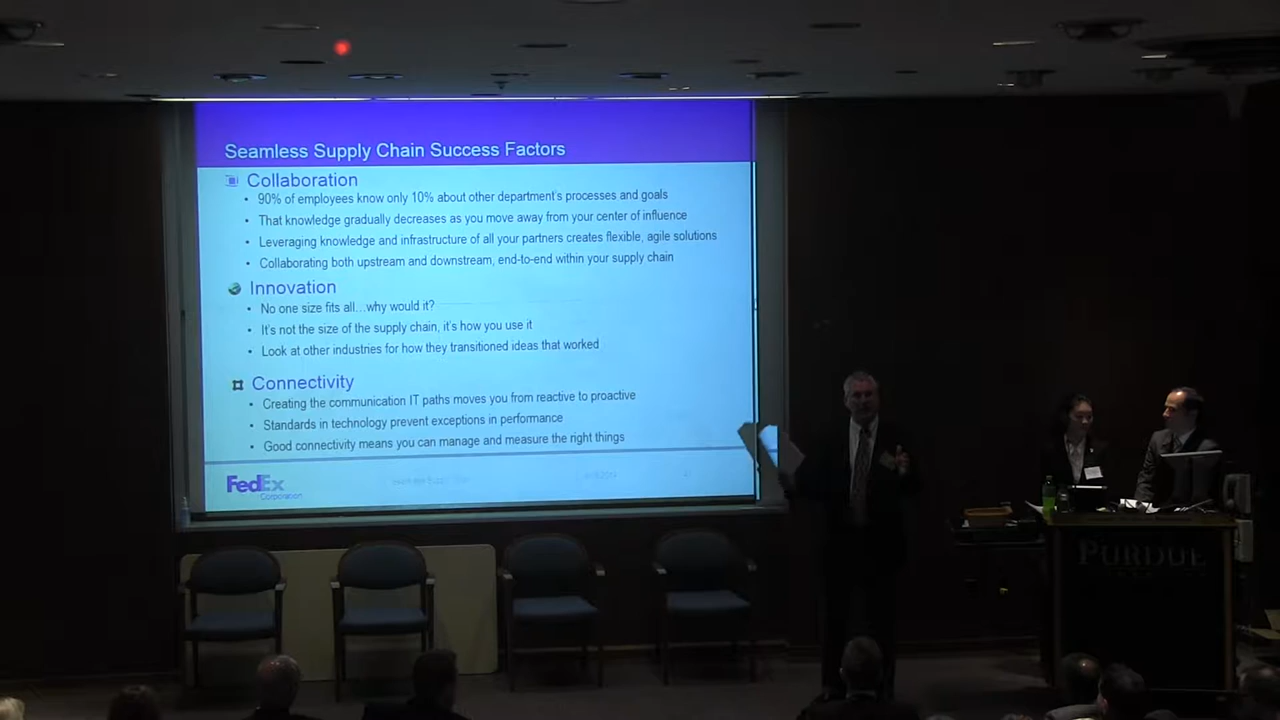 Seamless Supply Chain Success Factors
Collaboration
• 90% of employees know only 10% about other department's processes and goals
• That knowledge gradually decreases as you move away from your center of influence
• Leveraging knowledge and infrastructure of all your partners creates flexible, agile solutions
• Collaborating both upstream and downstream, end-to-end within your supply chain
Innovation
• No one size fits all…why would it?
• It's not the size of the supply chain, it's how you use it
• Look at other industries for how they transitioned ideas that worked
Connectivity
• Creating the communication IT paths moves you from reactive to proactive
• Standards in technology prevent exceptions in performance
• Good connectivity means you can manage and measure the right things
FedEx
Corporation
PURDUE